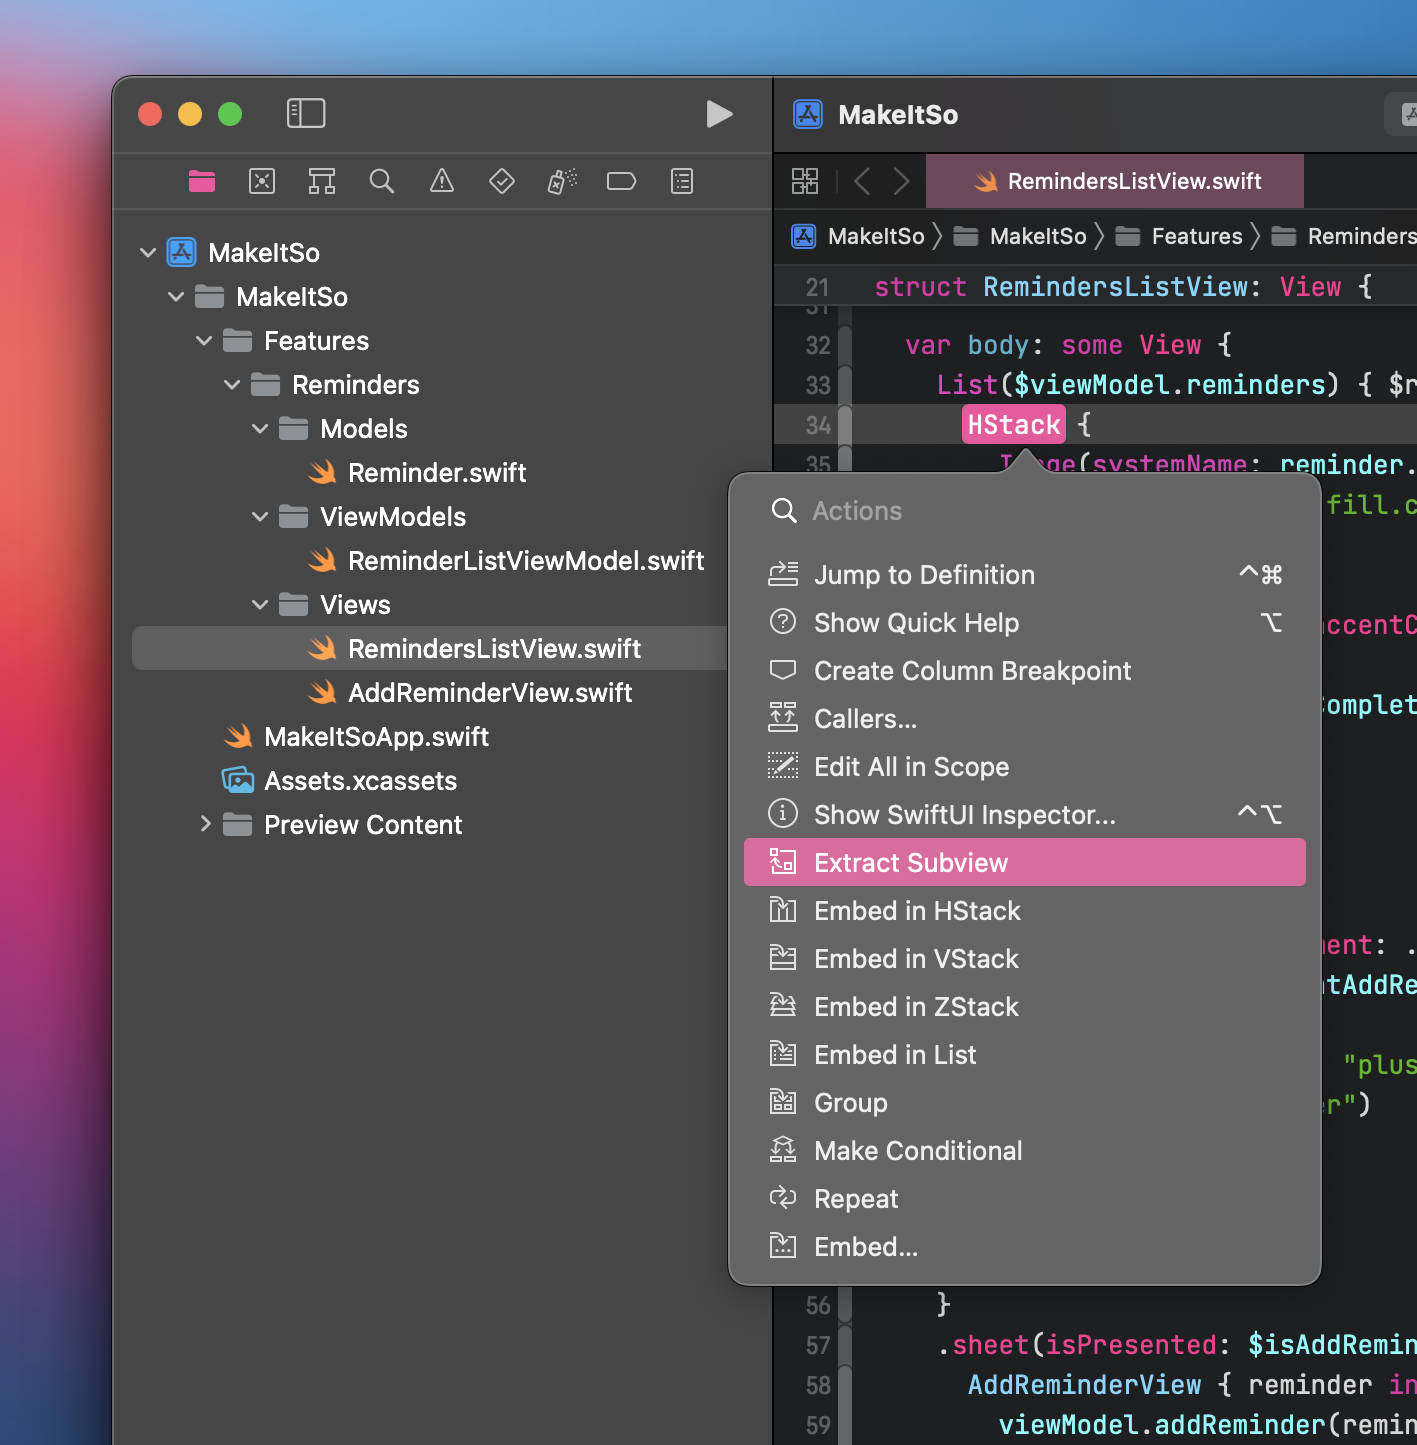 MakeItSo
MakeItSo
MakeItSo
Features
Reminders
Models
Reminder.swift
ViewModels
ReminderListViewModel.swift
Views
RemindersListView.swift
AddReminderView.swift
MakeItSoApp.swift
Assets.xcassets
Preview Content
RemindersListView.swift
MakeItSo MakeItSo Features Reminders
21 struct RemindersListView: View {
31
32 var body: some View {
33 List($viewModel.reminders) { $r
34 HStack {
35 (systemName: reminder.
fill.c
ccentC
omplet
ent: .
tAddRe
"plus
er")
Actions
Jump to Definition ^⌘
Show Quick Help ⌥
Create Column Breakpoint
Callers...
Edit All in Scope
Show SwiftUI Inspector... ^⌥
Extract Subview
Embed in HStack
Embed in VStack
Embed in ZStack
Embed in List
Group
Make Conditional
Repeat
Embed...
56 }
57 .sheet(isPresented: $isAddRemin
58 AddReminderView { reminder in
59 viewModel.addReminder(remin